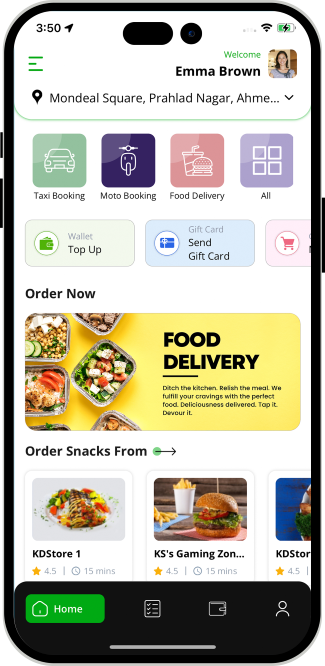 3:50
Welcome
Emma Brown
Mondeal Square, Prahlad Nagar, Ahme...
Taxi Booking
Moto Booking
Food Delivery
All
Wallet
Top Up
Gift Card
Send
Gift Card
Order Now
FOOD
DELIVERY
Ditch the kitchen. Relish the meal. We
fulfill your cravings with the perfect
food. Deliciousness delivered. Tap it.
Devour it.
Order Snacks From
KDStore 1
4.5 | 15 mins
KS's Gaming Zon...
4.5 | 15 mins
KDStor
4.5
Home